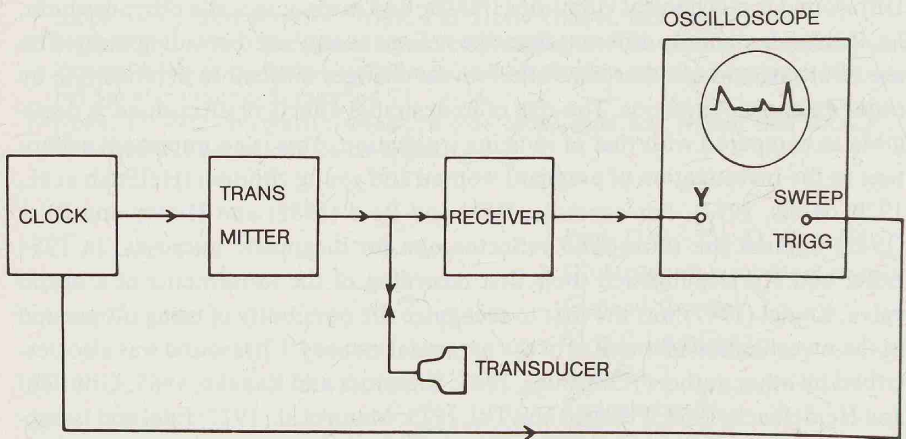 OSCILLOSCOPE
CLOCK
TRANS
MITTER
RECEIVER
SWEEP
TRIGG
TRANSDUCER